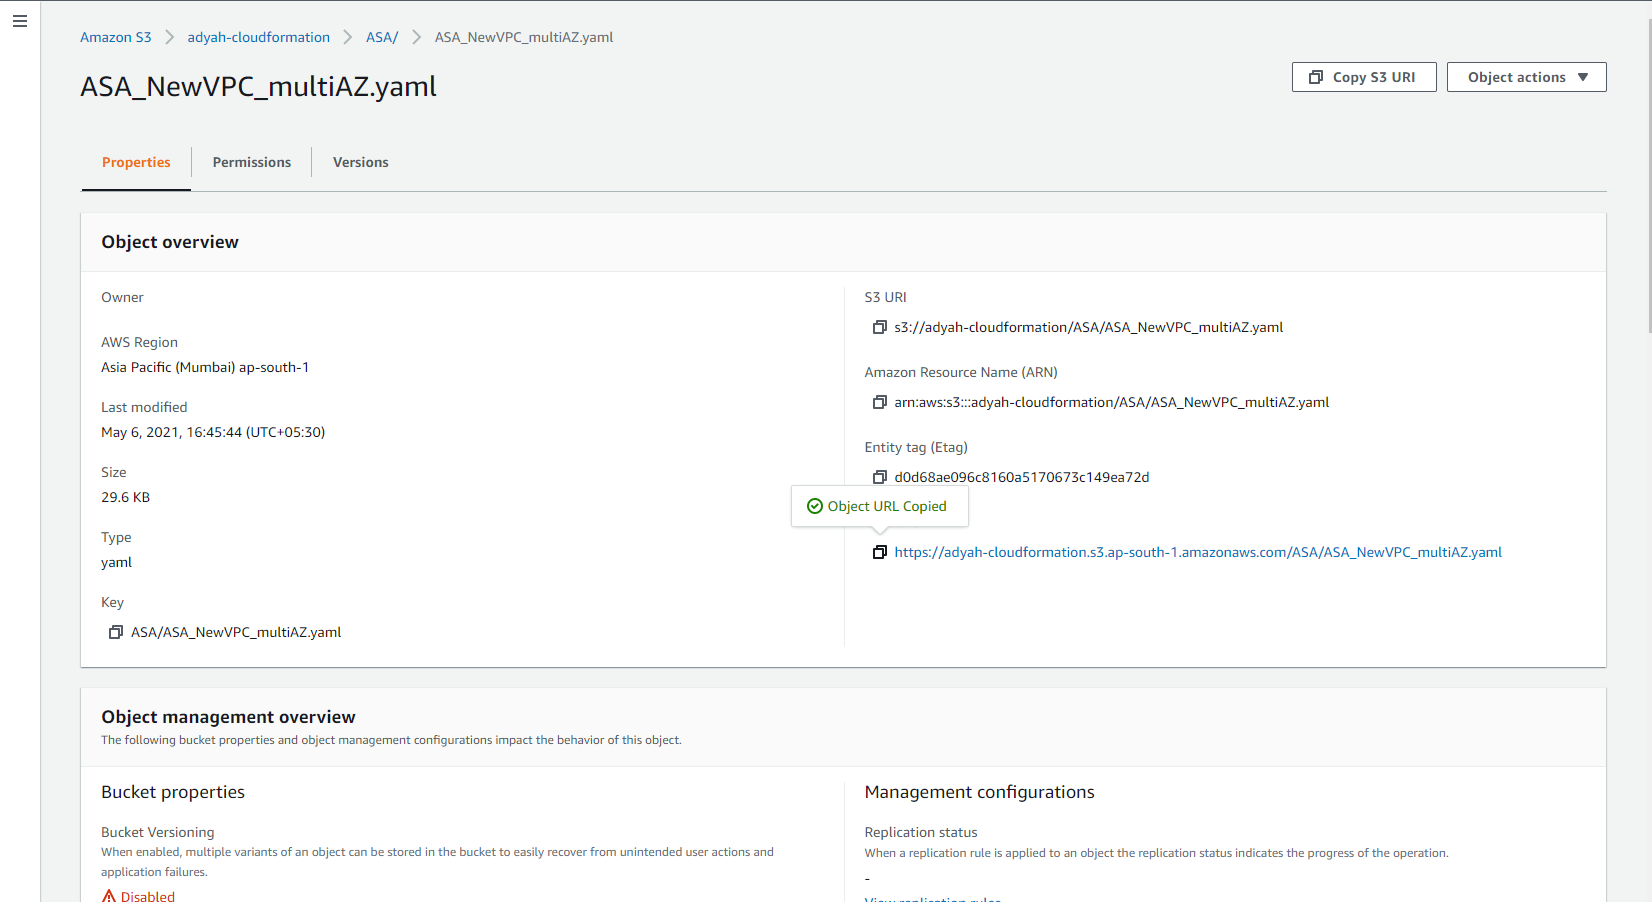 Amazon S3 > adyah-cloudformation > ASA/ > ASA_NewVPC_multiAZ.yaml
ASA_NewVPC_multiAZ.yaml
Copy S3 URI
Object actions
Properties
Permissions
Versions
Object overview
Owner
AWS Region
Asia Pacific (Mumbai) ap-south-1
Last modified
May 6, 2021, 16:45:44 (UTC+05:30)
Size
29.6 KB
Type
yaml
Key
ASA/ASA_NewVPC_multiAZ.yaml
S3 URI
s3://adyah-cloudformation/ASA/ASA_NewVPC_multiAZ.yaml
Amazon Resource Name (ARN)
arn:aws:s3:::adyah-cloudformation/ASA/ASA_NewVPC_multiAZ.yaml
Entity tag (Etag)
d0d68ae096c8160a5170673c149ea72d
Object URL Copied
https://adyah-cloudformation.s3.ap-south-1.amazonaws.com/ASA/ASA_NewVPC_multiAZ.yaml
Object management overview
The following bucket properties and object management configurations impact the behavior of this object.
Bucket properties
Bucket Versioning
When enabled, multiple variants of an object can be stored in the bucket to easily recover from unintended user actions and
application failures.
Disabled
Management configurations
Replication status
When a replication rule is applied to an object the replication status indicates the progress of the operation.
-
View replication rules